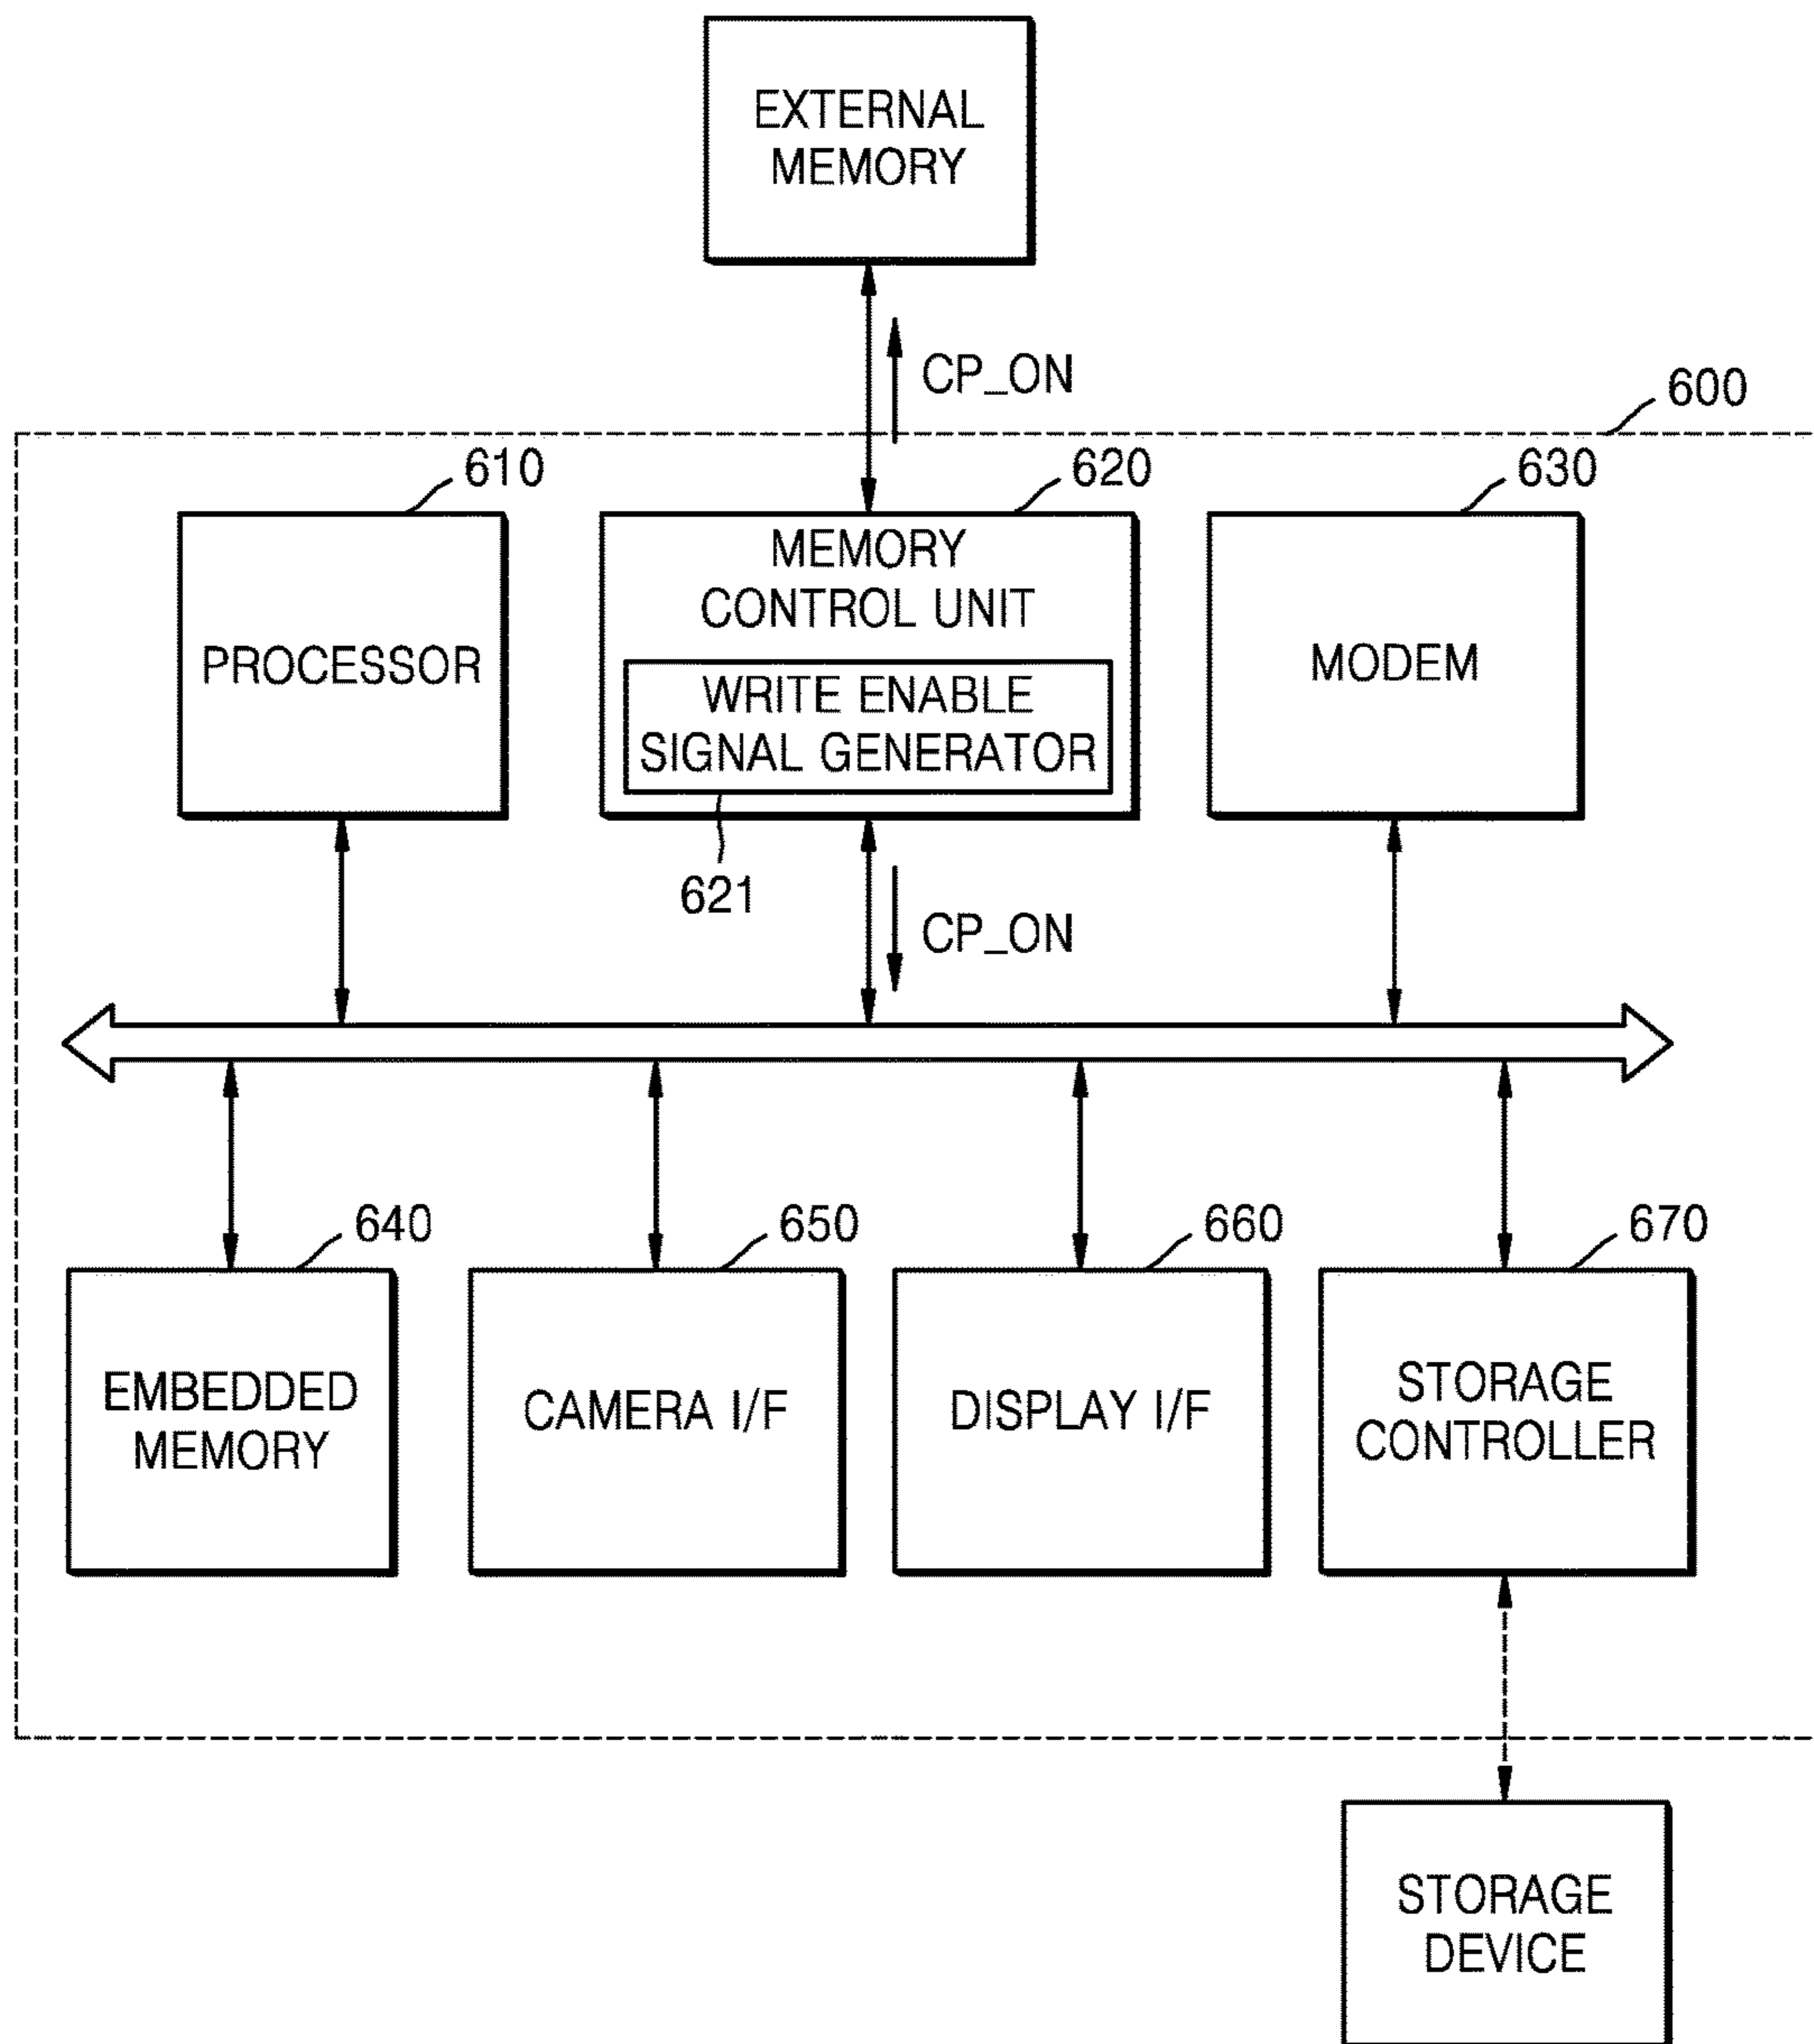 EXTERNAL
MEMORY
CP_ON
600
610
620
630
PROCESSOR
MEMORY
CONTROL UNIT
WRITE ENABLE
SIGNAL GENERATOR
MODEM
621
CP_ON
640
650
660
670
EMBEDDED
MEMORY
CAMERA I/F
DISPLAY I/F
STORAGE
CONTROLLER
STORAGE
DEVICE